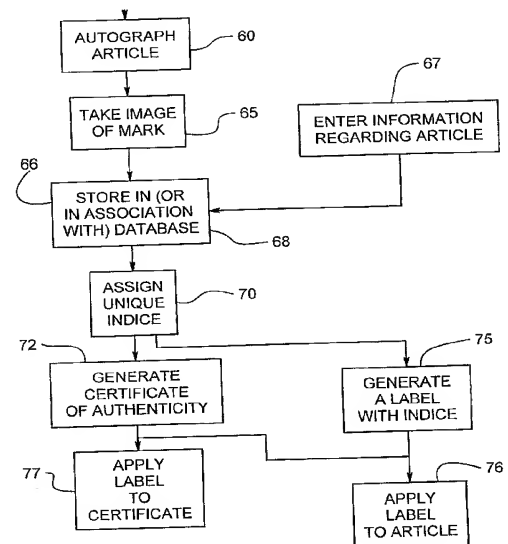 AUTOGRAPH
ARTICLE
60
TAKE IMAGE
OF MARK
65
67
ENTER INFORMATION
REGARDING ARTICLE
66
STORE IN (OR
IN ASSOCIATION
WITH) DATABASE
68
ASSIGN
UNIQUE
INDICE
70
72
GENERATE
CERTIFICATE
OF AUTHENTICITY
75
GENERATE
A LABEL
WITH INDICE
77
APPLY
LABEL
TO
CERTIFICATE
76
APPLY
LABEL
TO ARTICLE